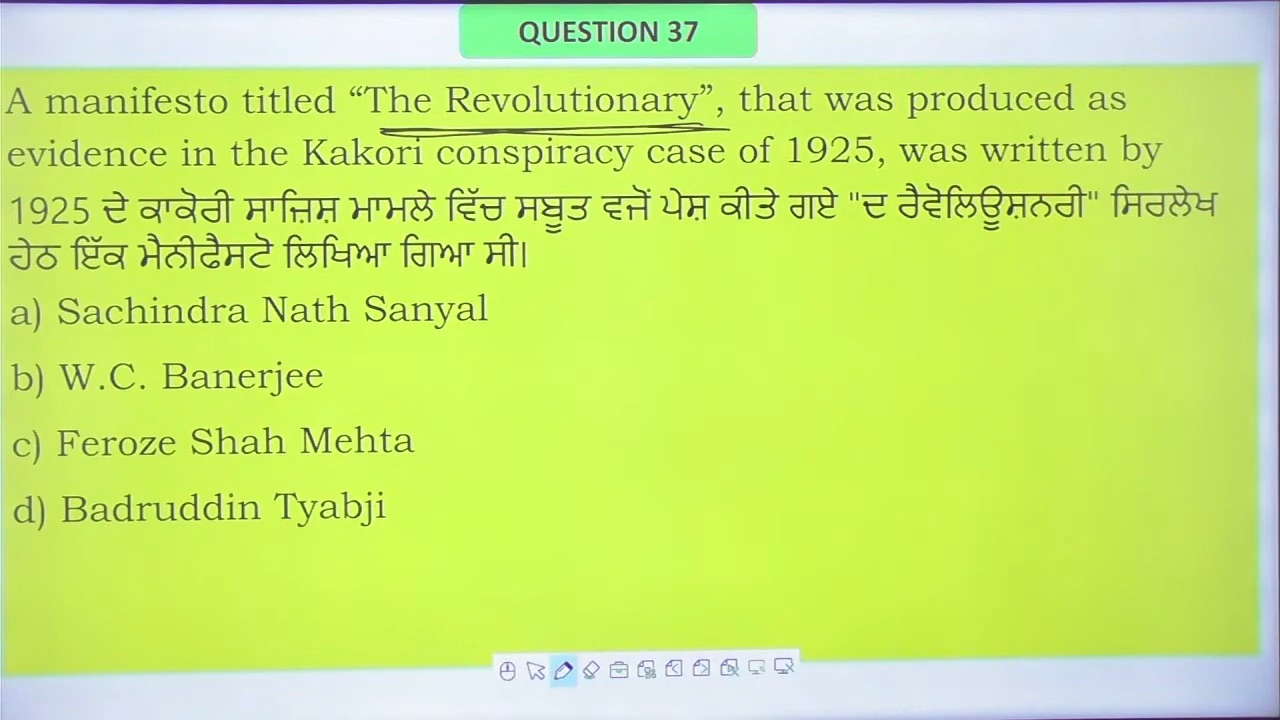 QUESTION 37
A manifesto titled “The Revolutionary”, that was produced as
evidence in the Kakori conspiracy case of 1925, was written by
1925 ਦੇ ਕਾਕੋਰੀ ਸਾਜ਼ਿਸ਼ ਮਾਮਲੇ ਵਿੱਚ ਸਬੂਤ ਵਜੋਂ ਪੇਸ਼ ਕੀਤੇ ਗਏ "ਦ ਰੈਵੋਲਿਊਸ਼ਨਰੀ" ਸਿਰਲੇਖ
ਹੇਠ ਇੱਕ ਮੈਨੀਫੈਸਟੋ ਲਿਖਿਆ ਗਿਆ ਸੀ।
a) Sachindra Nath Sanyal
b) W.C. Banerjee
c) Feroze Shah Mehta
d) Badruddin Tyabji